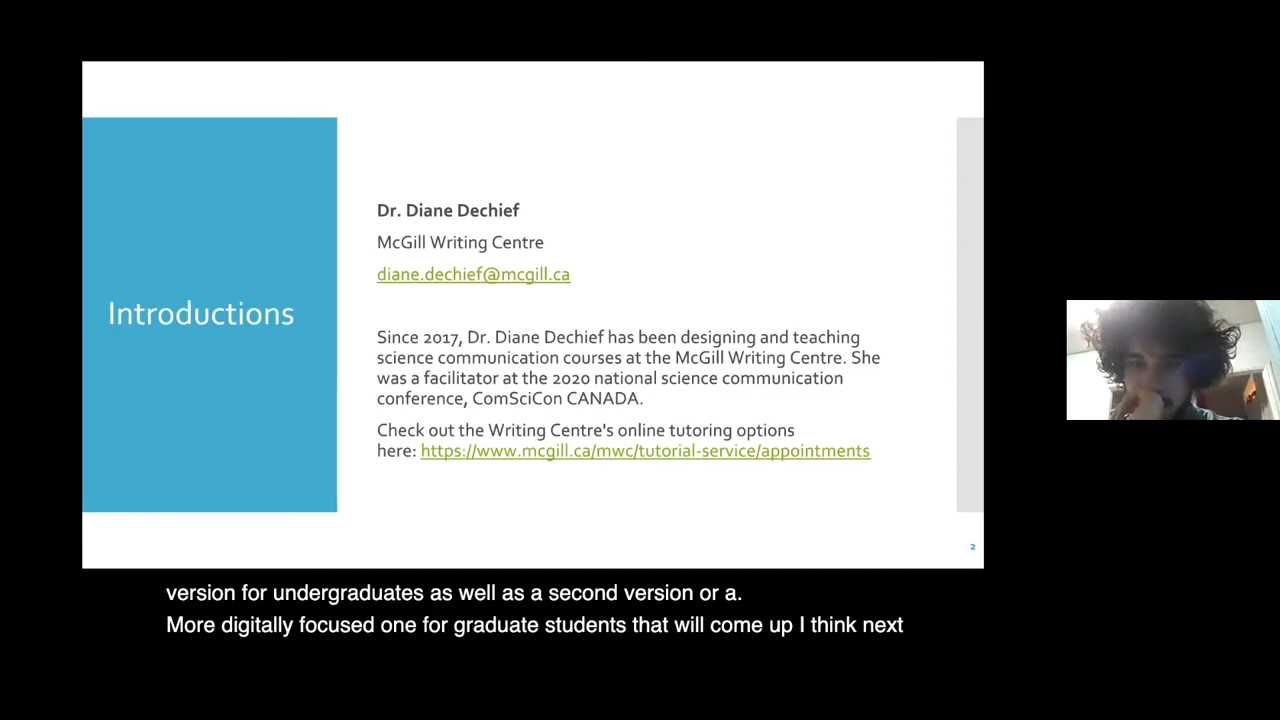 Introductions
Dr. Diane Dechief
McGill Writing Centre
diane.dechief@mcgill.ca
Since 2017, Dr. Diane Dechief has been designing and teaching
science communication courses at the McGill Writing Centre. She
was a facilitator at the 2020 national science communication
conference, ComSciCon CANADA.
Check out the Writing Centre's online tutoring options
here: https://www.mcgill.ca/mwc/tutorial-service/appointments
2
version for undergraduates as well as a second version or a.
More digitally focused one for graduate students that will come up I think next